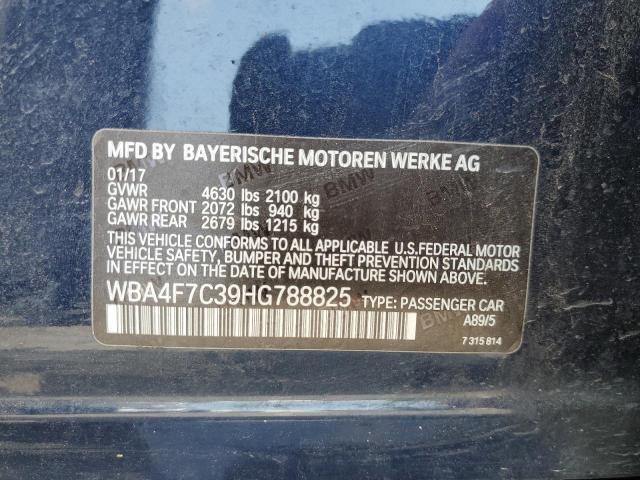 MFD BY BAYERISCHE MOTOREN WERKE AG
01/17
GVWR 4630 lbs 2100 kg
GAWR FRONT 2072 lbs 940 kg
GAWR REAR 2679 lbs 1215 kg
THIS VEHICLE CONFORMS TO ALL APPLICABLE U.S.FEDERAL MOTOR
VEHICLE SAFETY, BUMPER AND THEFT PREVENTION STANDARDS
IN EFFECT ON THE DATE OF MANUFACTURE SHOWN ABOVE.
WBA4F7C39HG788825 TYPE: PASSENGER CAR
A89/5
7 315 814